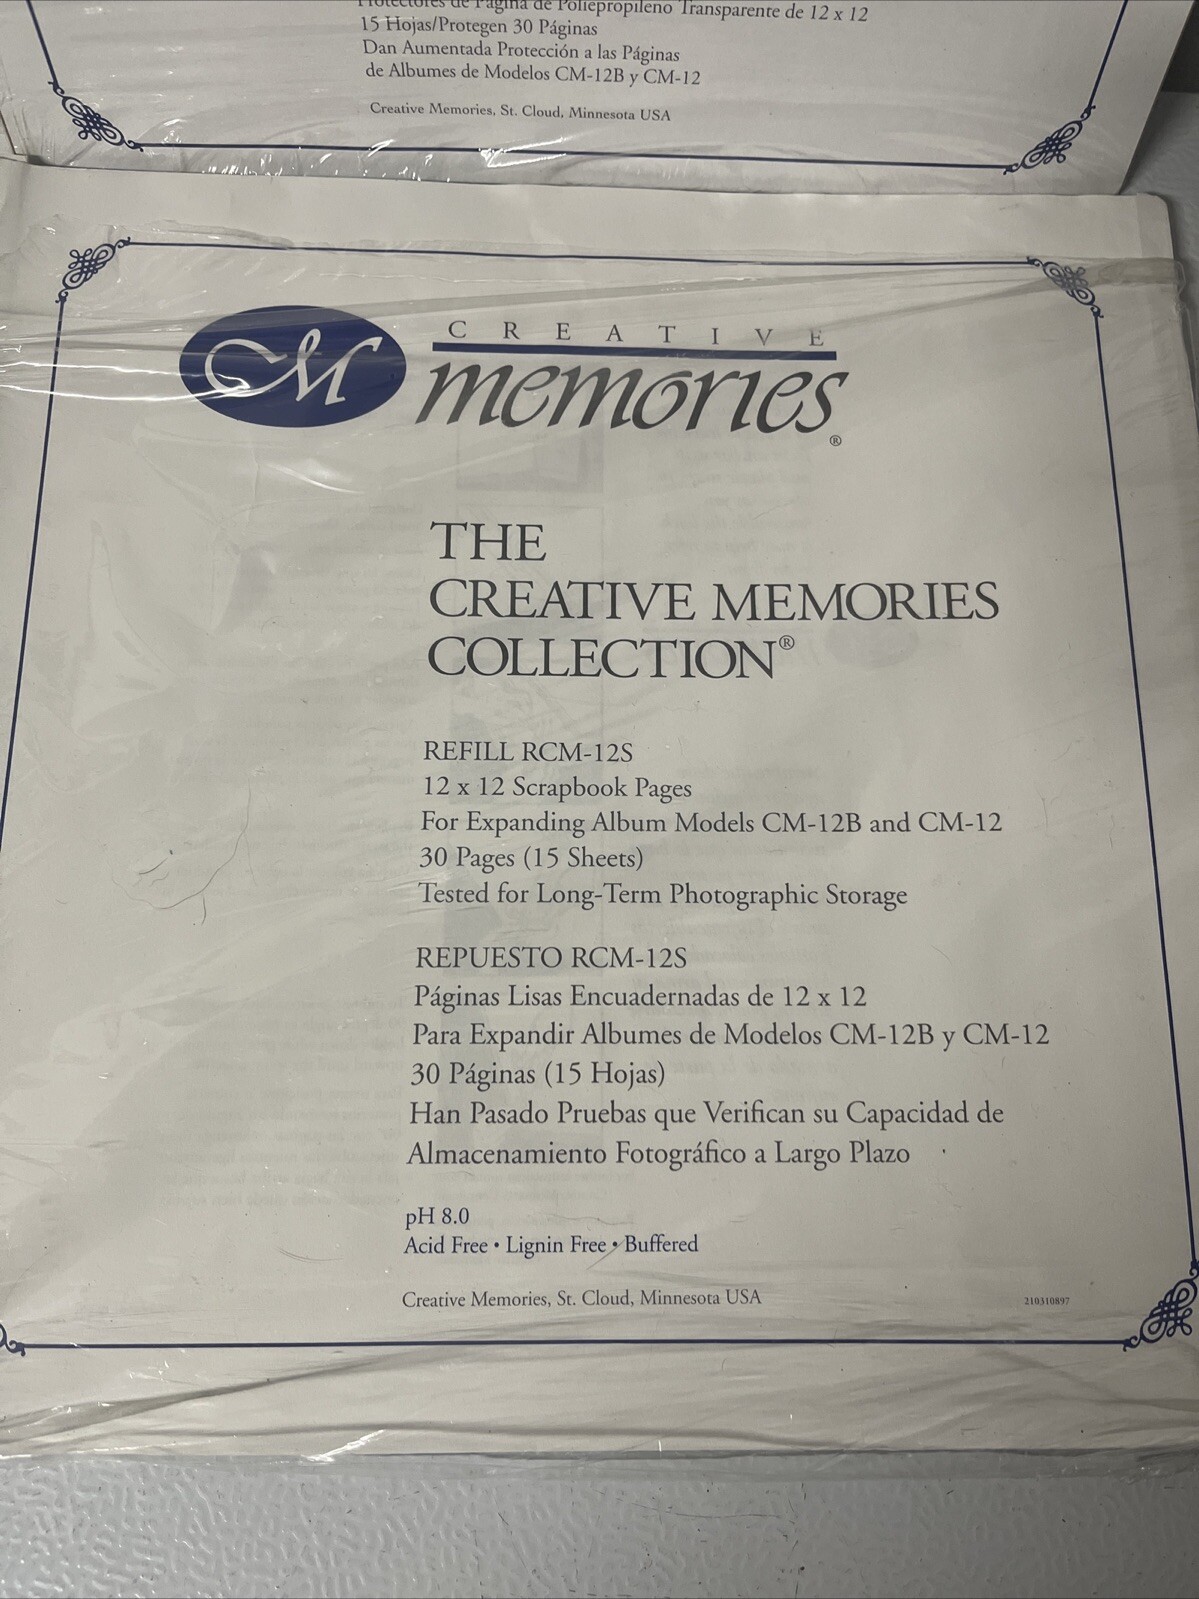 Protectores de Página de Poliepropileno Transparente de 12 x 12
15 Hojas/Protegen 30 Páginas
Dan Aumentada Protección a las Páginas
de Albumes de Modelos CM-12B y CM-12
Creative Memories, St. Cloud, Minnesota USA
CM
CREATIVE
memories®
THE
CREATIVE MEMORIES
COLLECTION®
REFILL RCM-12S
12 x 12 Scrapbook Pages
For Expanding Album Models CM-12B and CM-12
30 Pages (15 Sheets)
Tested for Long-Term Photographic Storage
REPUESTO RCM-12S
Páginas Lisas Encuadernadas de 12 x 12
Para Expandir Albumes de Modelos CM-12B y CM-12
30 Páginas (15 Hojas)
Han Pasado Pruebas que Verifican su Capacidad de
Almacenamiento Fotográfico a Largo Plazo
pH 8.0
Acid Free • Lignin Free • Buffered
Creative Memories, St. Cloud, Minnesota USA
210310897